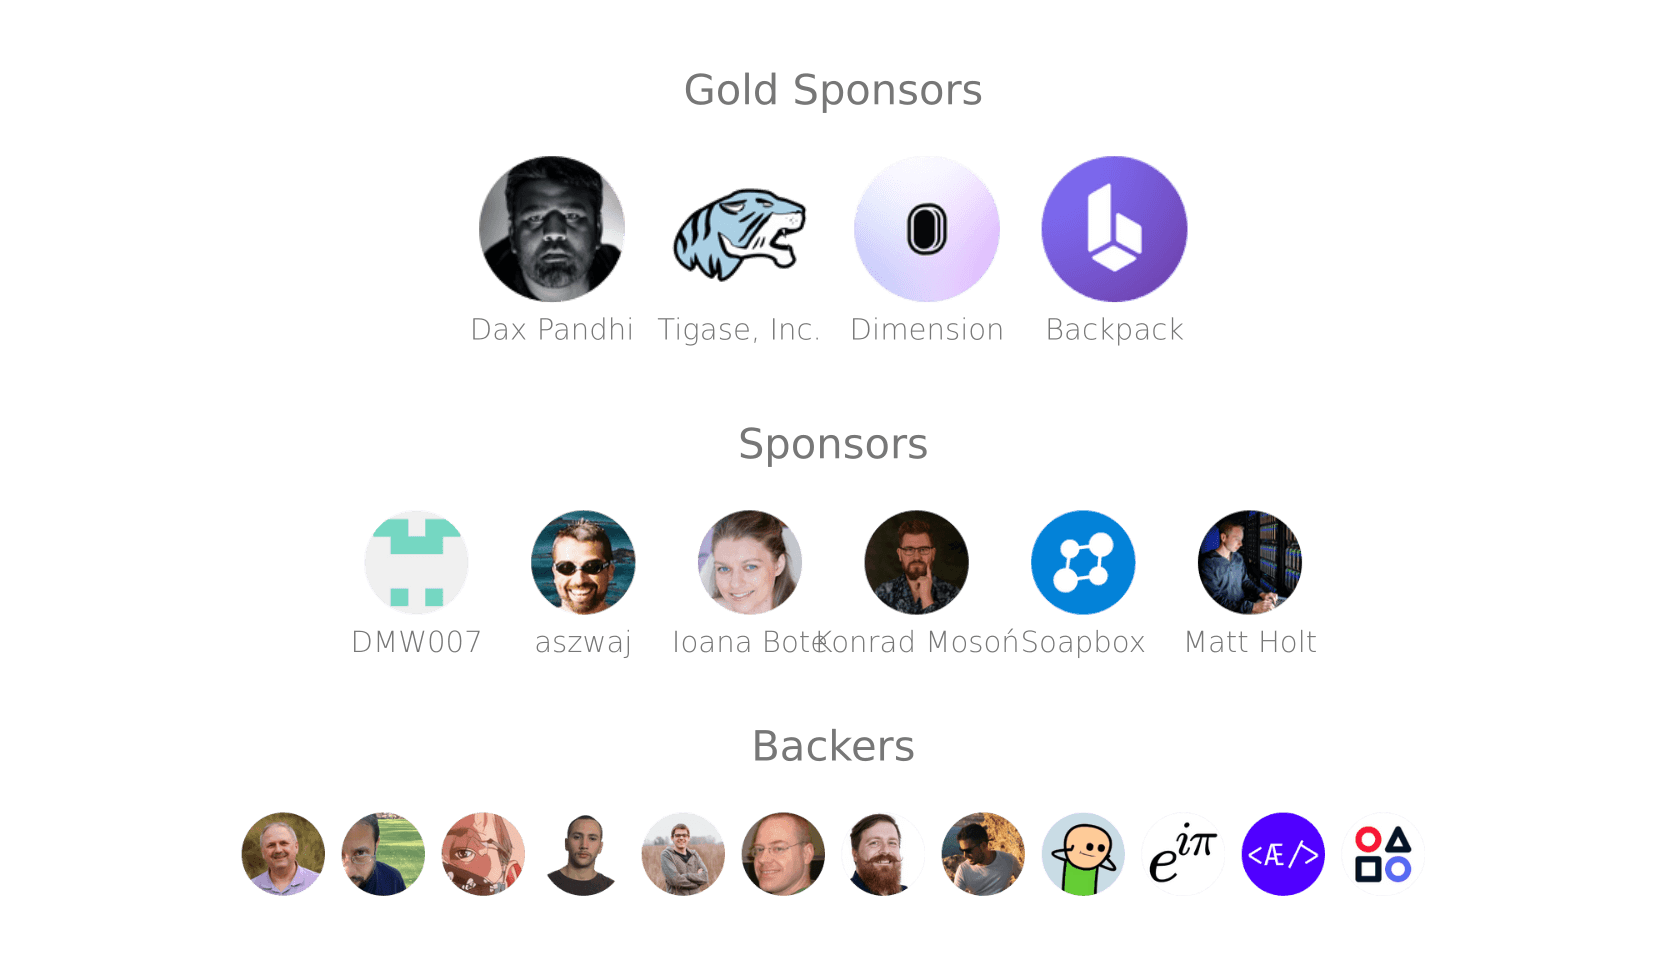 Gold Sponsors
Dax Pandhi Tigase, Inc. Dimension Backpack
Sponsors
DMW007 aszwaj Ioana Bote Konrad Mosoń Soapbox Matt Holt
Backers
e^iπ <Æ/>